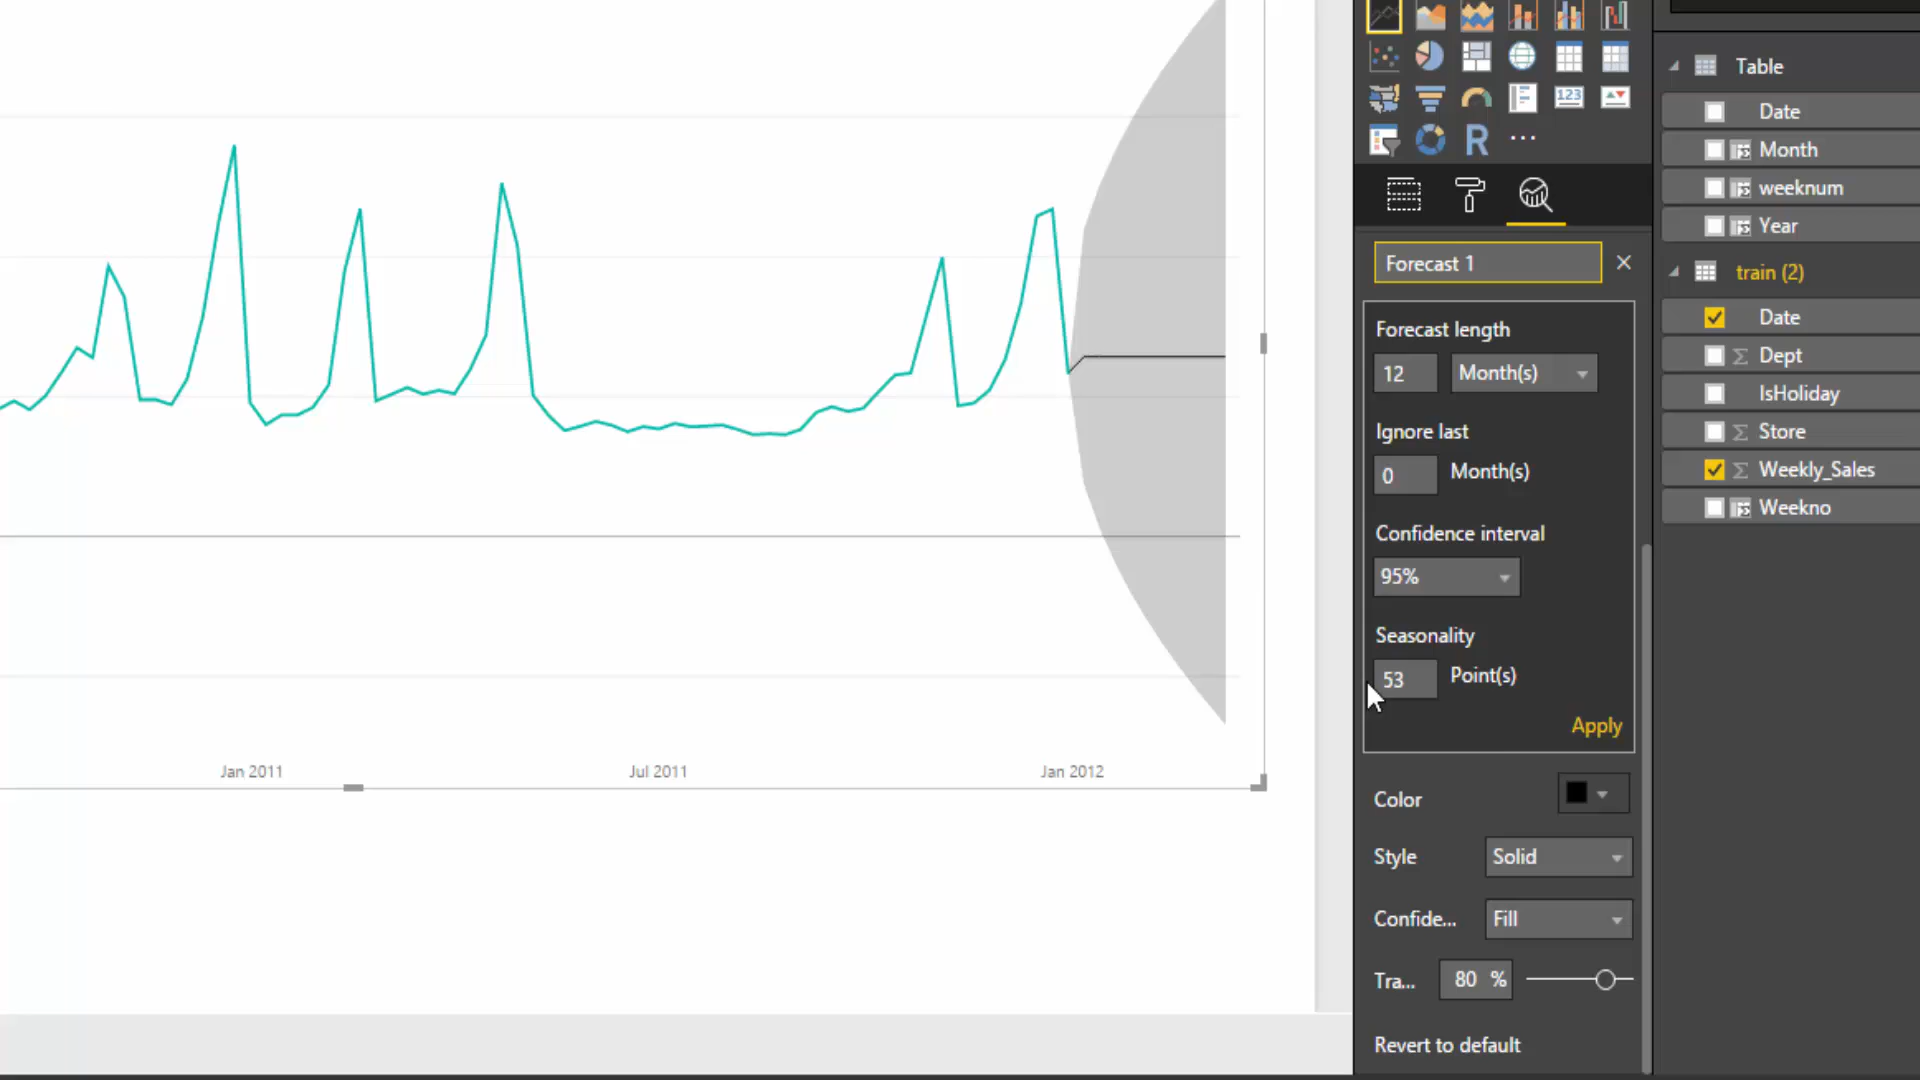 Jan 2011
Jul 2011
Jan 2012
123
R
...
Forecast 1
Forecast length
12 Month(s)
Ignore last
0 Month(s)
Confidence interval
95%
Seasonality
53 Point(s)
Apply
Color
Style Solid
Confide... Fill
Tra... 80 %
Revert to default
Table
Date
Month
weeknum
Year
train (2)
Date
Σ Dept
IsHoliday
Σ Store
Σ Weekly_Sales
Weekno